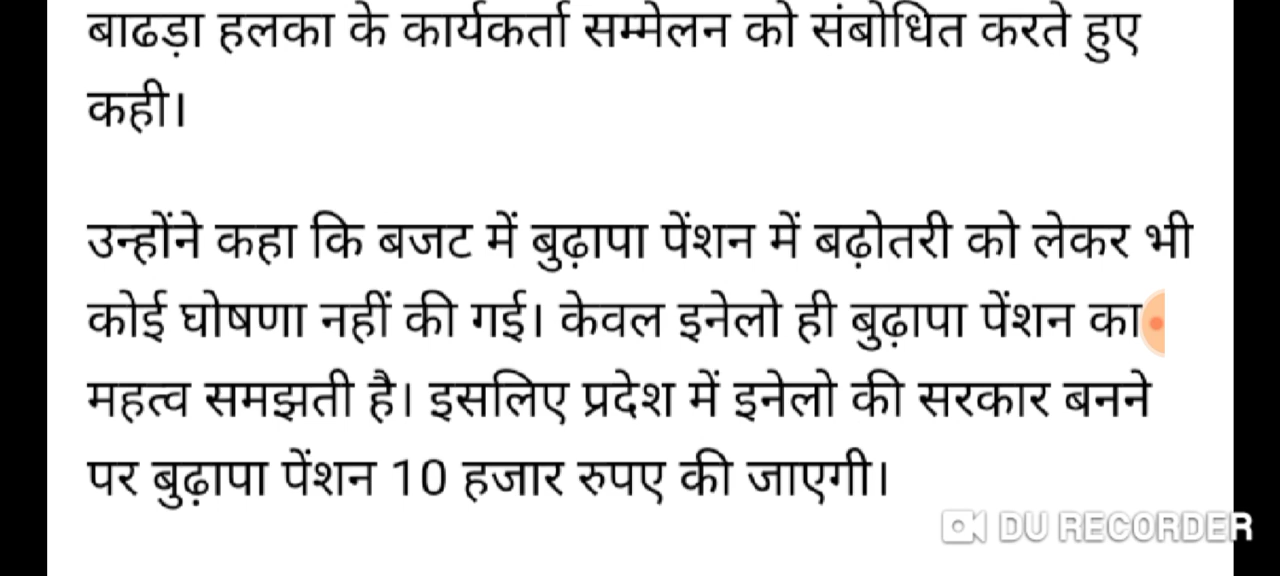 बाढड़ा हलका के कार्यकर्ता सम्मेलन को संबोधित करते हुए
कही।
उन्होंने कहा कि बजट में बुढ़ापा पेंशन में बढ़ोतरी को लेकर भी
कोई घोषणा नहीं की गई। केवल इनेलो ही बुढ़ापा पेंशन का
महत्व समझती है। इसलिए प्रदेश में इनेलो की सरकार बनने
पर बुढ़ापा पेंशन 10 हजार रुपए की जाएगी।
DU RECORDER